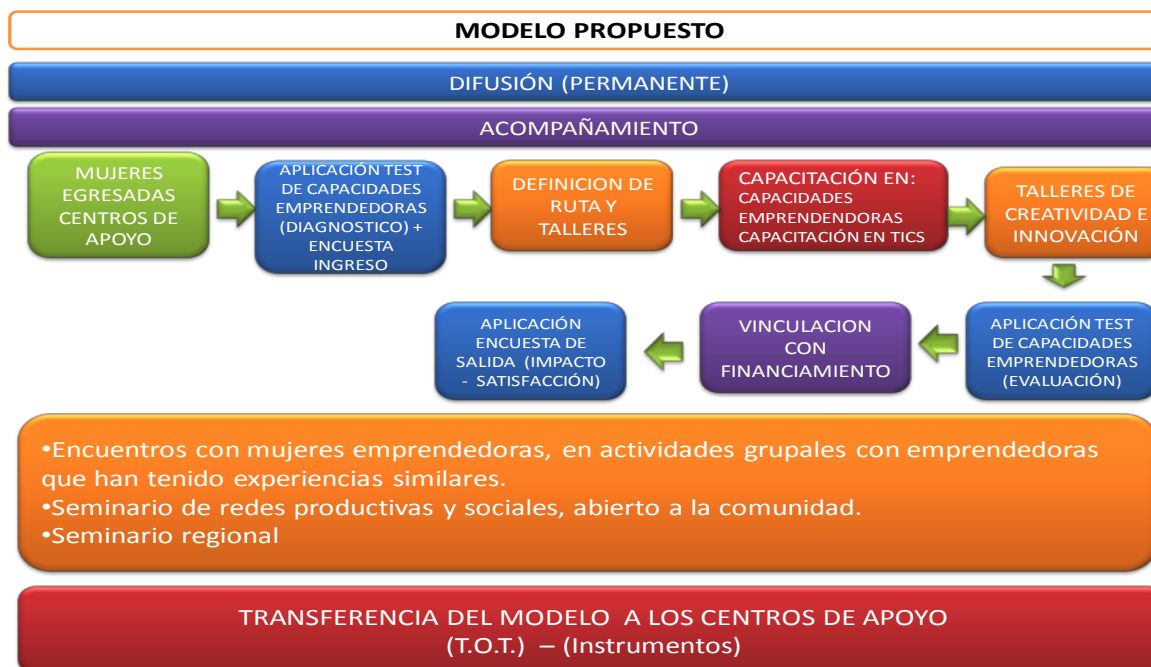 MODELO PROPUESTO
DIFUSIÓN (PERMANENTE)
ACOMPAÑAMIENTO
MUJERES
EGRESADAS
CENTROS DE
APOYO
APLICACIÓN TEST
DE CAPACIDADES
EMPRENDEDORAS
(DIAGNOSTICO) +
ENCUESTA
INGRESO
DEFINICION DE
RUTA Y
TALLERES
CAPACITACIÓN EN:
CAPACIDADES
EMPRENDENDORAS
CAPACITACIÓN EN TICS
TALLERES DE
CREATIVIDAD E
INNOVACIÓN
APLICACIÓN
ENCUESTA DE
SALIDA (IMPACTO
- SATISFACCIÓN)
VINCULACION
CON
FINANCIAMIENTO
APLICACIÓN TEST
DE CAPACIDADES
EMPRENDEDORAS
(EVALUACIÓN)
•Encuentros con mujeres emprendedoras, en actividades grupales con emprendedoras
que han tenido experiencias similares.
•Seminario de redes productivas y sociales, abierto a la comunidad.
•Seminario regional
TRANSFERENCIA DEL MODELO A LOS CENTROS DE APOYO
(T.O.T.) – (Instrumentos)